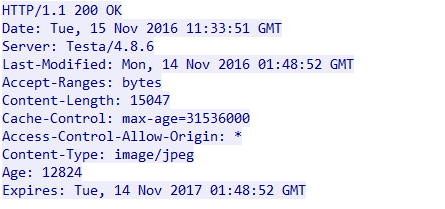 HTTP/1.1 200 OK
Date: Tue, 15 Nov 2016 11:33:51 GMT
Server: Testa/4.8.6
Last-Modified: Mon, 14 Nov 2016 01:48:52 GMT
Accept-Ranges: bytes
Content-Length: 15047
Cache-Control: max-age=31536000
Access-Control-Allow-Origin: *
Content-Type: image/jpeg
Age: 12824
Expires: Tue, 14 Nov 2017 01:48:52 GMT